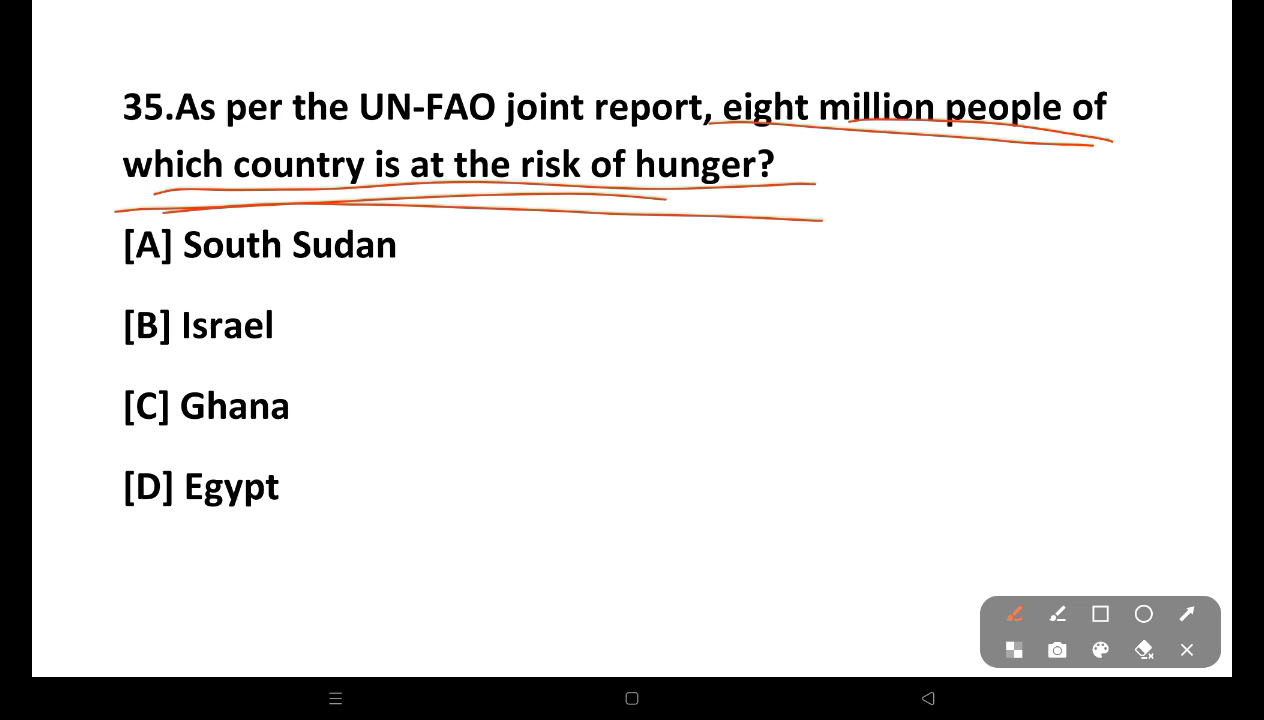 35.As per the UN-FAO joint report, eight million people of
which country is at the risk of hunger?
[A] South Sudan
[B] Israel
[C] Ghana
[D] Egypt